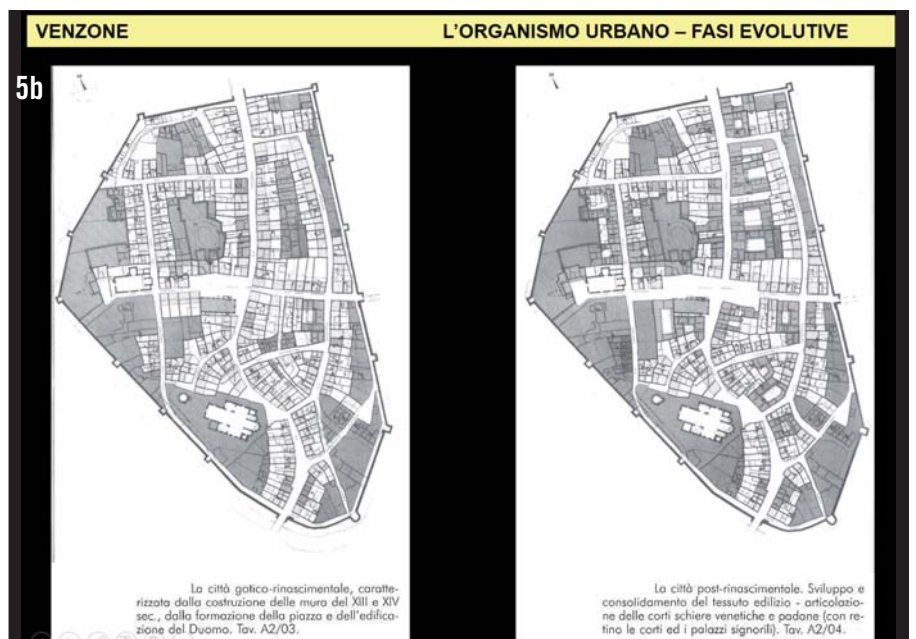 VENZONE
L'ORGANISMO URBANO – FASI EVOLUTIVE
5b
La città gotico-rinascimentale, caratte-
rizzata dalla costruzione delle mura del XIII e XIV
sec., dalla formazione della piazza e dell'edifica-
zione del Duomo. Tav. A2/03.
La città post-rinascimentale. Sviluppo e
consolidamento del tessuto edilizio - articolazio-
ne delle corti schiere venetiche e padane (con re-
tino le corti ed i palazzi signorili). Tav. A2/04.